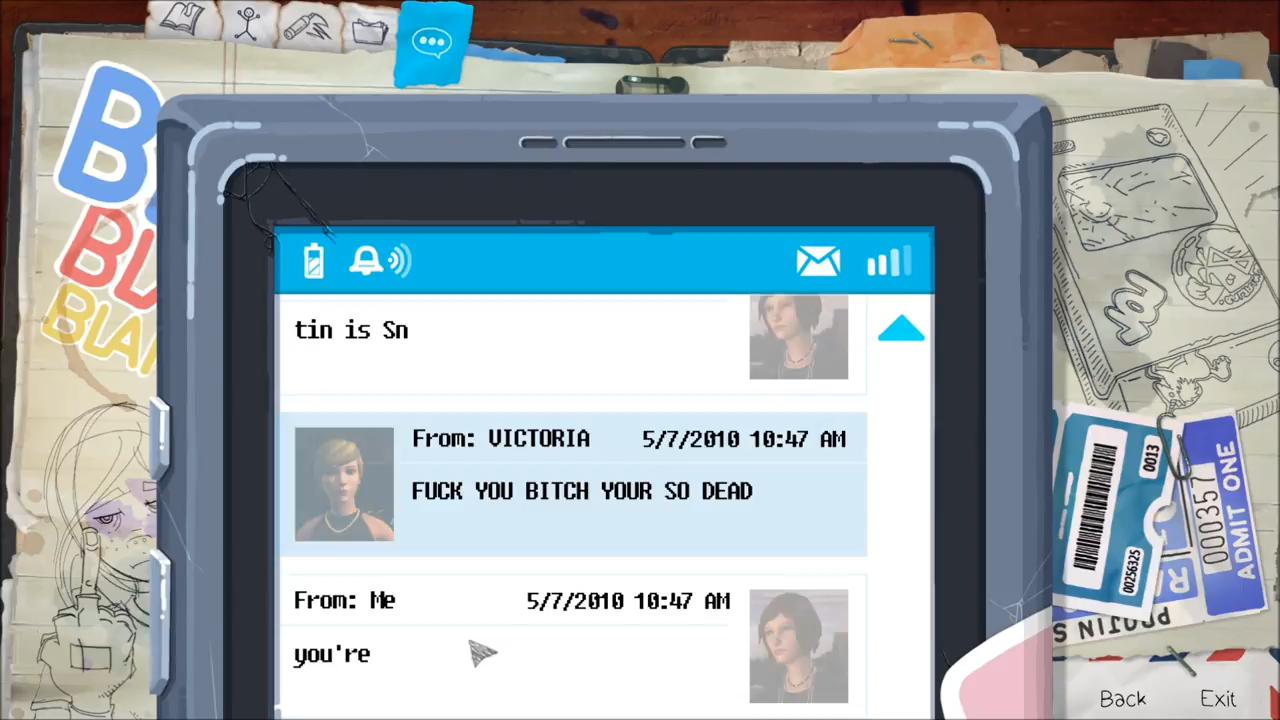 tin is Sn
From: VICTORIA 5/7/2010 10:47 AM
FUCK YOU BITCH YOUR SO DEAD
From: Me 5/7/2010 10:47 AM
you're
0013
00256325
000357
ADMIT ONE
Back Exit